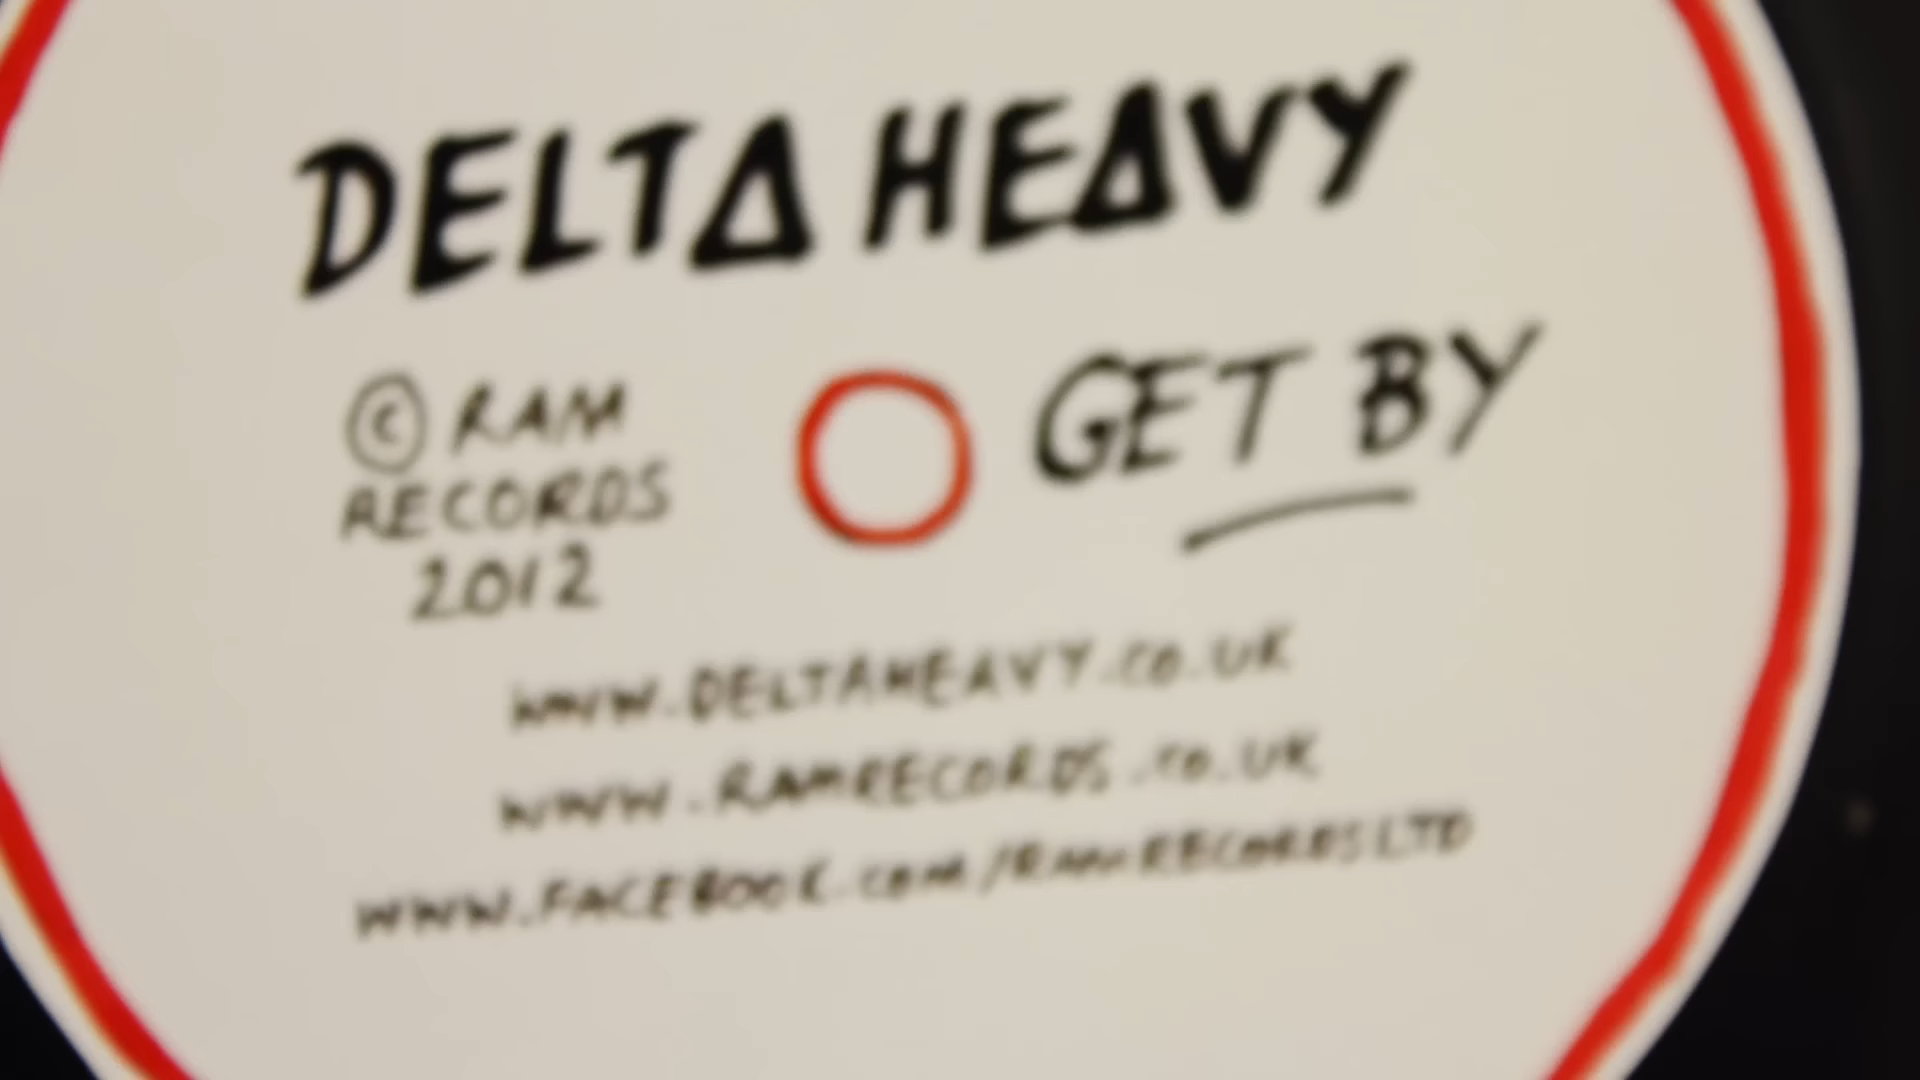 DELTA HEAVY
© RAM
RECORDS
2012
GET BY
WWW.DELTAHEAVY.CO.UK
WWW.RAMRECORDS.CO.UK
WWW.FACEBOOK.COM/RAMRECORDSLTD